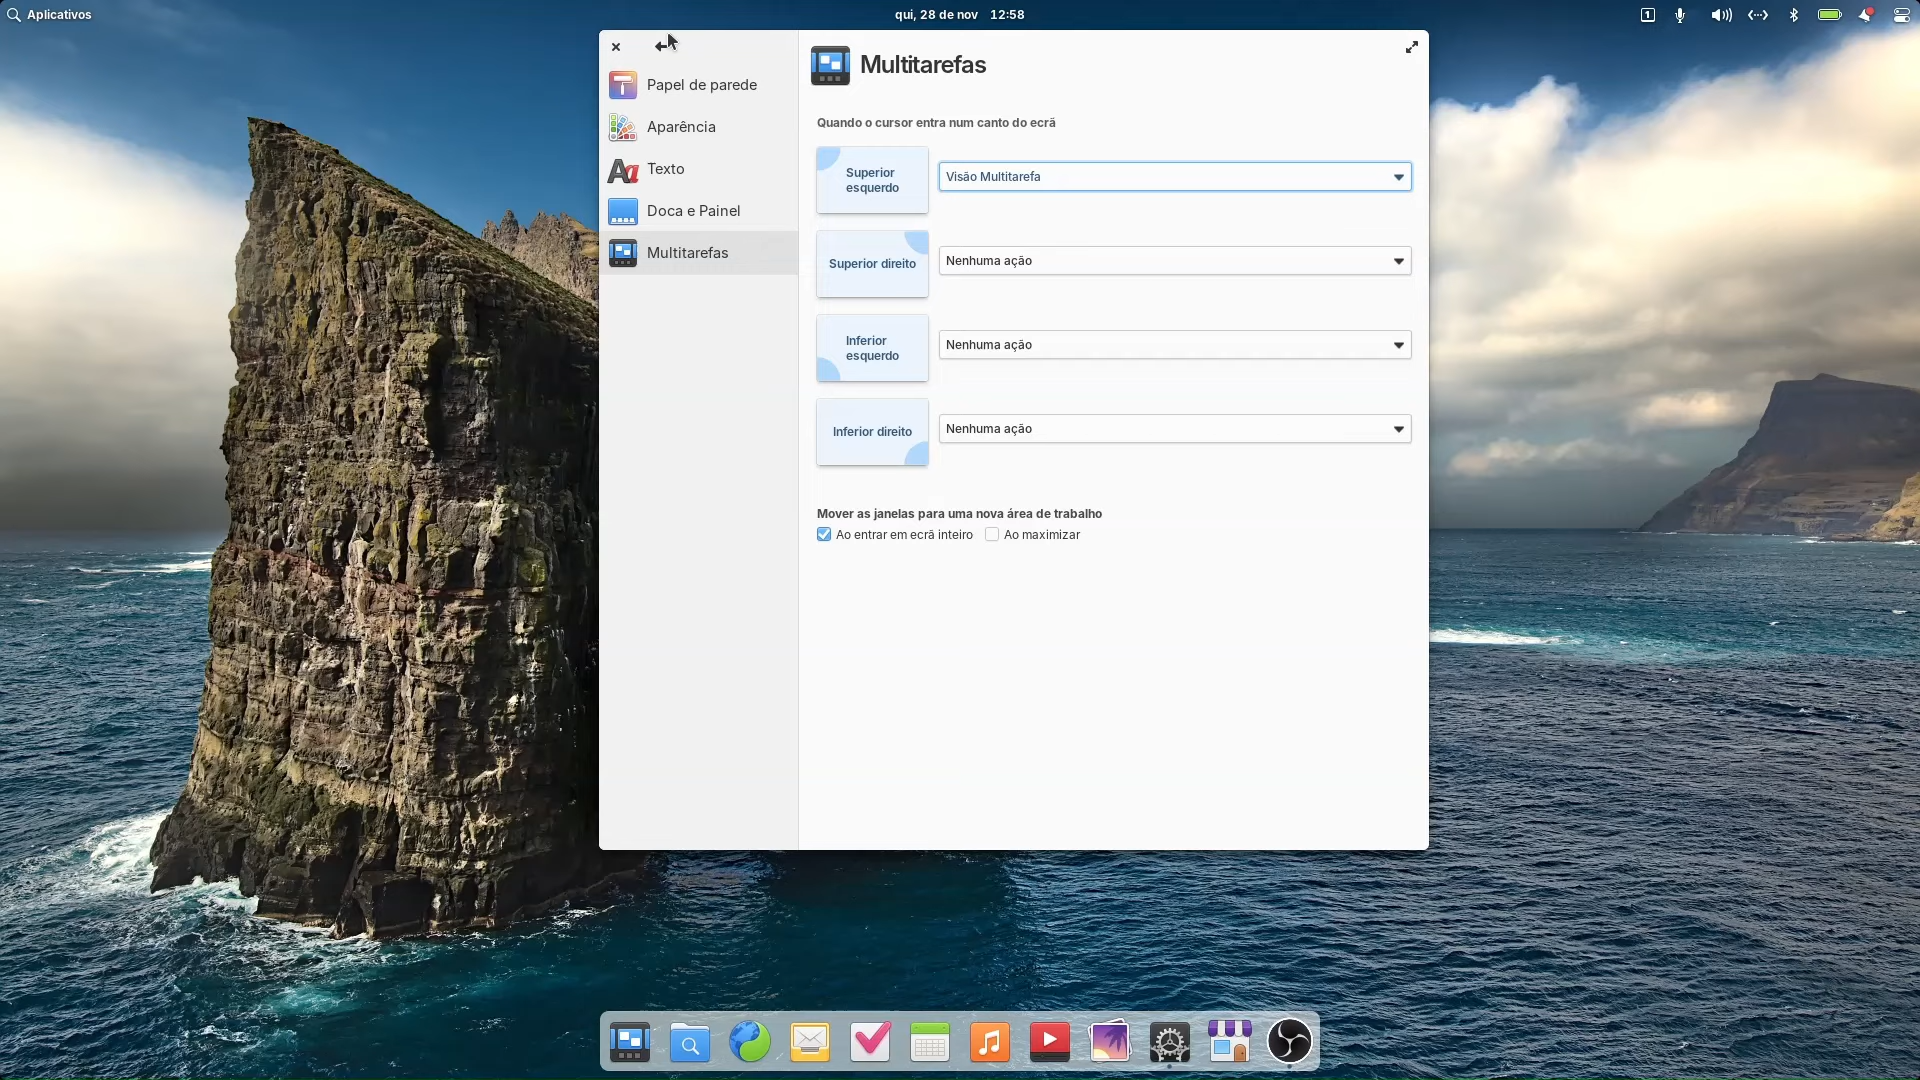 Aplicativos
qui, 28 de nov 12:58
1
Papel de parede
Aparência
Texto
Doca e Painel
Multitarefas
Multitarefas
Quando o cursor entra num canto do ecrã
Superior
esquerdo
Visão Multitarefa
Superior direito
Nenhuma ação
Inferior
esquerdo
Nenhuma ação
Inferior direito
Nenhuma ação
Mover as janelas para uma nova área de trabalho
Ao entrar em ecrã inteiro
Ao maximizar